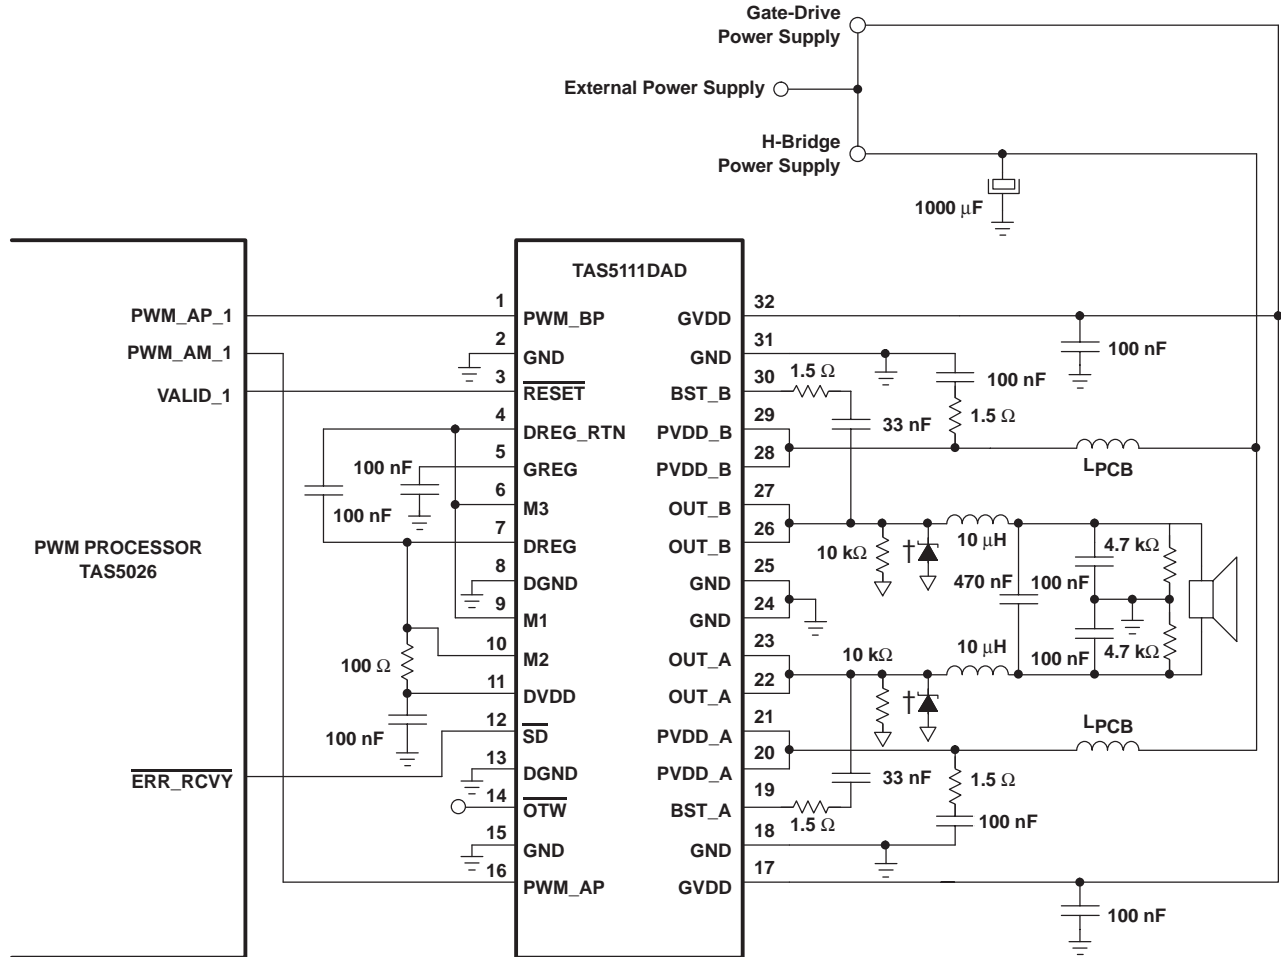 Gate-Drive
Power Supply
External Power Supply
H-Bridge
Power Supply
1000 μF
TAS5111DAD
PWM PROCESSOR
TAS5026
PWM_AP_1
PWM_AM_1
VALID_1
ERR_RCVY
1
PWM_BP
2
GND
3
RESET
4
DREG_RTN
5
GREG
6
M3
7
DREG
8
DGND
9
M1
10
M2
11
DVDD
12
SD
13
DGND
14
OTW
15
GND
16
PWM_AP
100 nF
100 nF
100 Ω
100 nF
32
GVDD
31
GND
30
BST_B
29
PVDD_B
28
PVDD_B
27
OUT_B
26
OUT_B
25
GND
24
GND
23
OUT_A
22
OUT_A
21
PVDD_A
20
PVDD_A
19
BST_A
18
GND
17
GVDD
100 nF
1.5 Ω
100 nF
33 nF
1.5 Ω
LPCB
10 kΩ
†
10 μH
470 nF
100 nF
4.7 kΩ
10 kΩ
†
10 μH
100 nF
4.7 kΩ
LPCB
33 nF
1.5 Ω
1.5 Ω
100 nF
100 nF